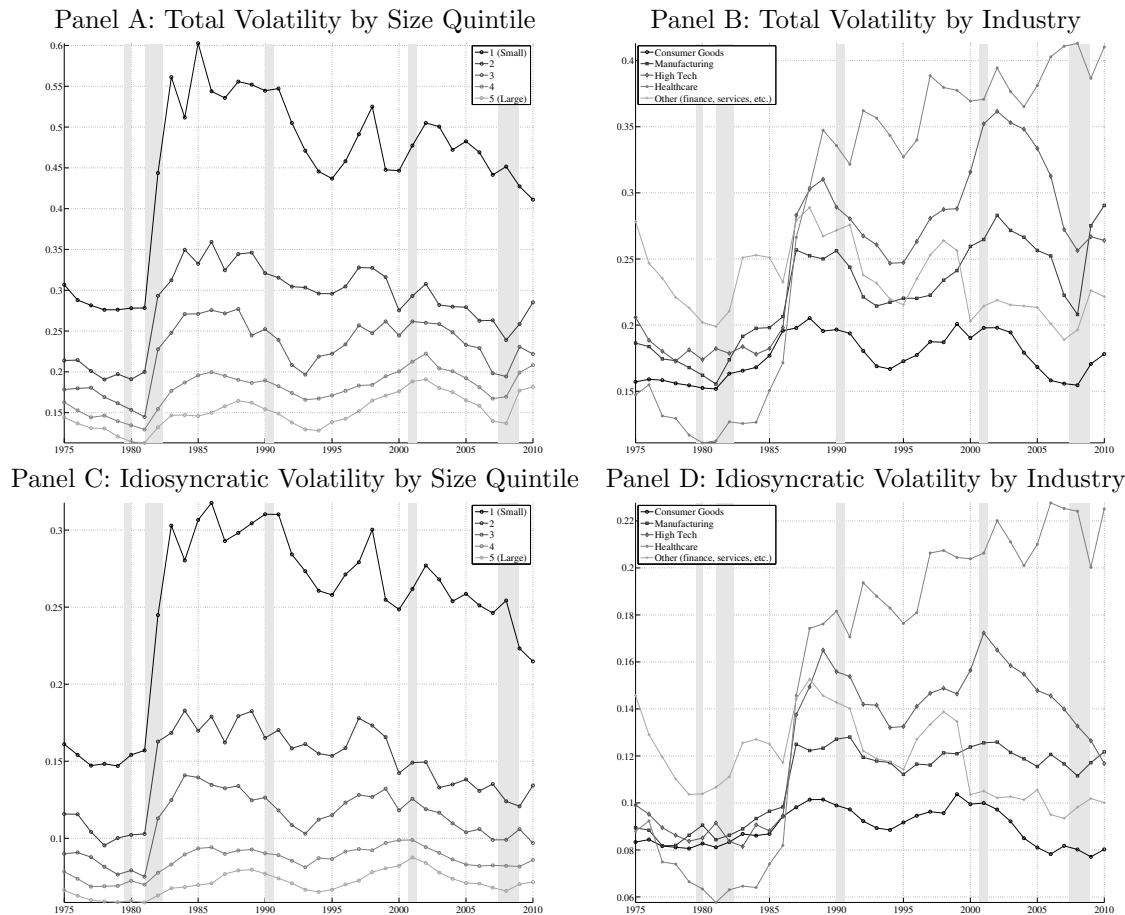 Panel A: Total Volatility by Size Quintile
0.6
0.55
0.5
0.45
0.4
0.35
0.3
0.25
0.2
0.15
1975 1980 1985 1990 1995 2000 2005 2010
1 (Small)
2
3
4
5 (Large)
Panel B: Total Volatility by Industry
0.4
0.35
0.3
0.25
0.2
0.15
1975 1980 1985 1990 1995 2000 2005 2010
Consumer Goods
Manufacturing
High Tech
Healthcare
Other (finance, services, etc.)
Panel C: Idiosyncratic Volatility by Size Quintile
0.3
0.25
0.2
0.15
0.1
1975 1980 1985 1990 1995 2000 2005 2010
1 (Small)
2
3
4
5 (Large)
Panel D: Idiosyncratic Volatility by Industry
0.22
0.2
0.18
0.16
0.14
0.12
0.1
0.08
0.06
1975 1980 1985 1990 1995 2000 2005 2010
Consumer Goods
Manufacturing
High Tech
Healthcare
Other (finance, services, etc.)